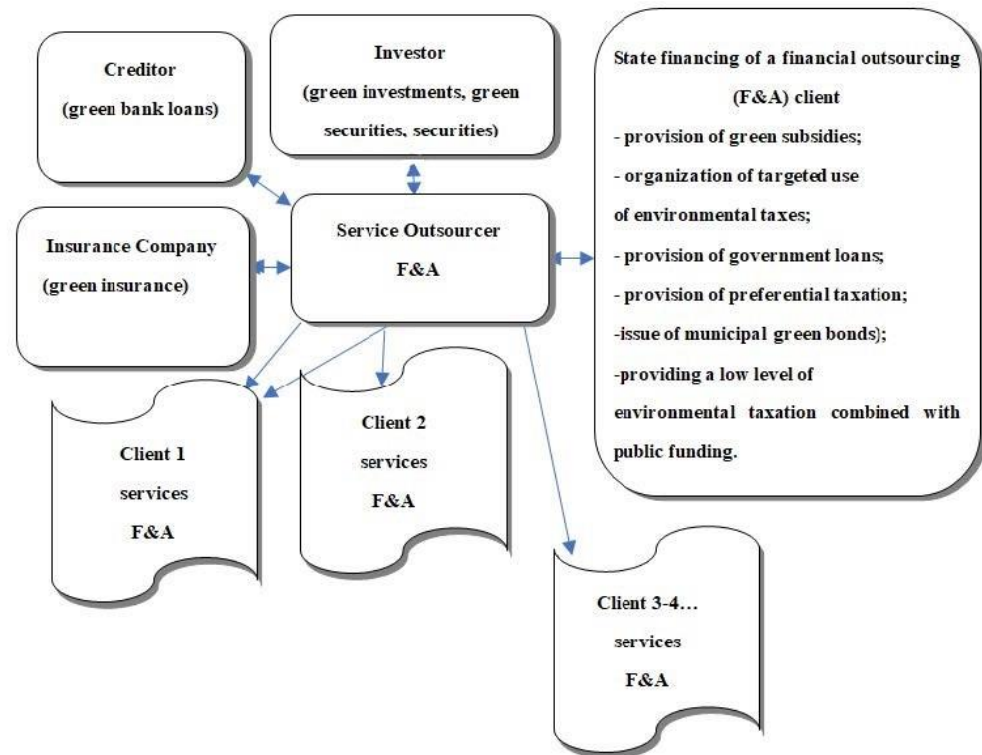 Creditor
(green bank loans)
Investor
(green investments, green
securities, securities)
State financing of a financial outsourcing
(F&A) client
- provision of green subsidies;
- organization of targeted use
of environmental taxes;
- provision of government loans;
- provision of preferential taxation;
-issue of municipal green bonds);
-providing a low level of
environmental taxation combined with
public funding.
Insurance Company
(green insurance)
Service Outsourcer
F&A
Client 1
services
F&A
Client 2
services
F&A
Client 3-4…
services
F&A